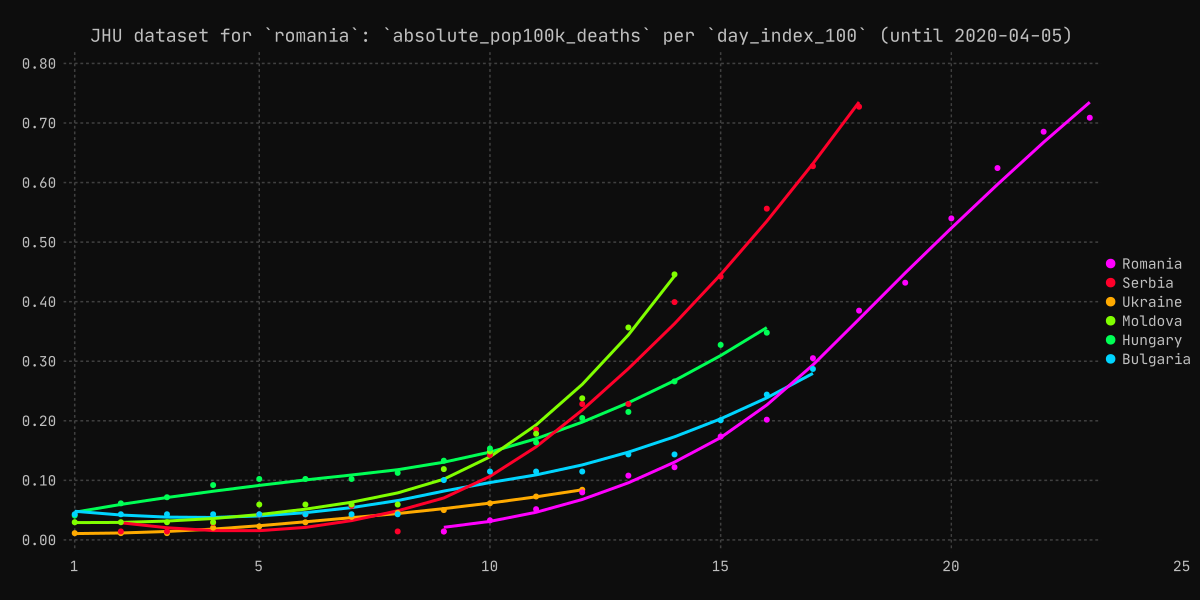 JHU dataset for `romania`: `absolute_pop100k_deaths` per `day_index_100` (until 2020-04-05)
0.80
0.70
0.60
0.50
0.40
0.30
0.20
0.10
0.00
1 5 10 15 20 25
Romania
Serbia
Ukraine
Moldova
Hungary
Bulgaria